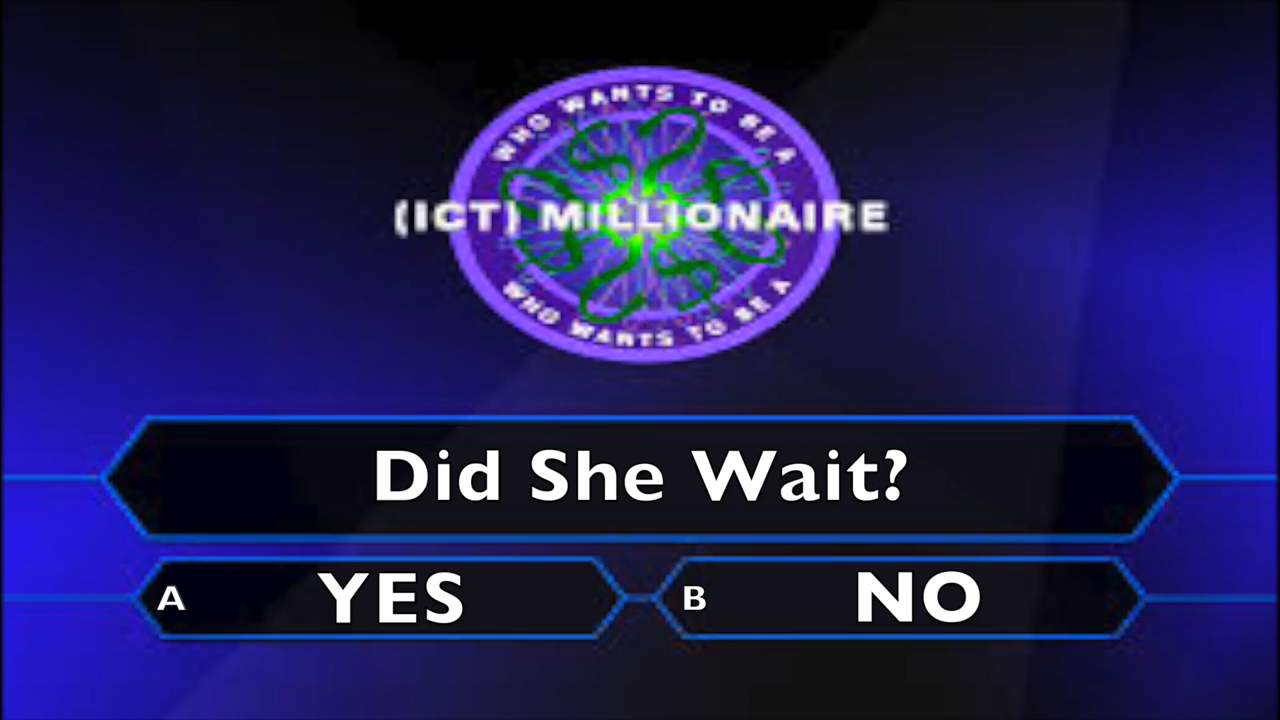 WHO WANTS TO BE A
(ICT) MILLIONAIRE
WHO WANTS TO BE A
Did She Wait?
A YES
B NO